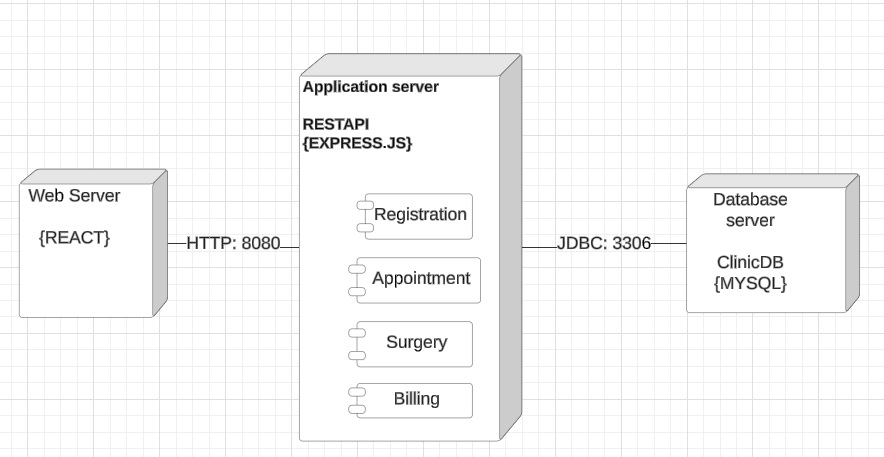 Web Server
{REACT}
HTTP: 8080
Application server
RESTAPI
{EXPRESS.JS}
Registration
Appointment
Surgery
Billing
JDBC: 3306
Database
server
ClinicDB
{MYSQL}